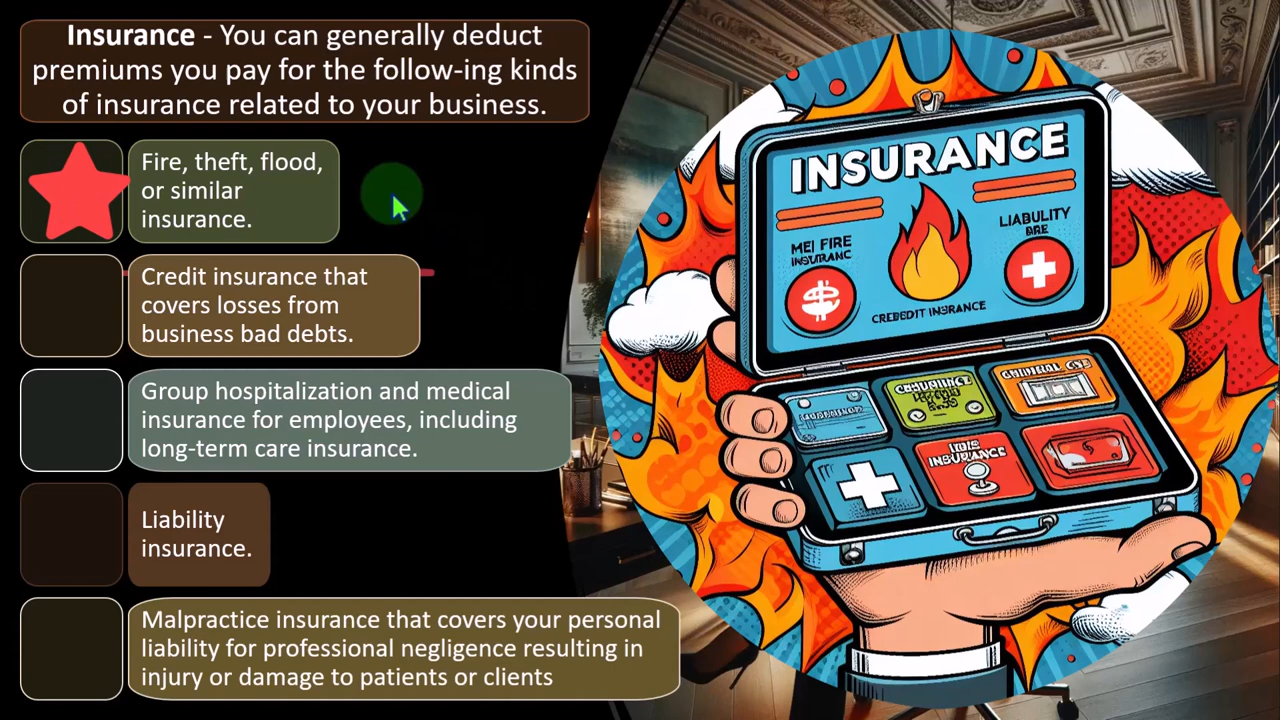 Insurance - You can generally deduct
premiums you pay for the follow-ing kinds
of insurance related to your business.
Fire, theft, flood,
or similar
insurance.
Credit insurance that
covers losses from
business bad debts.
Group hospitalization and medical
insurance for employees, including
long-term care insurance.
Liability
insurance.
Malpractice insurance that covers your personal
liability for professional negligence resulting in
injury or damage to patients or clients
INSURANCE
MEI FIRE
LIABULITY
INSURANCE